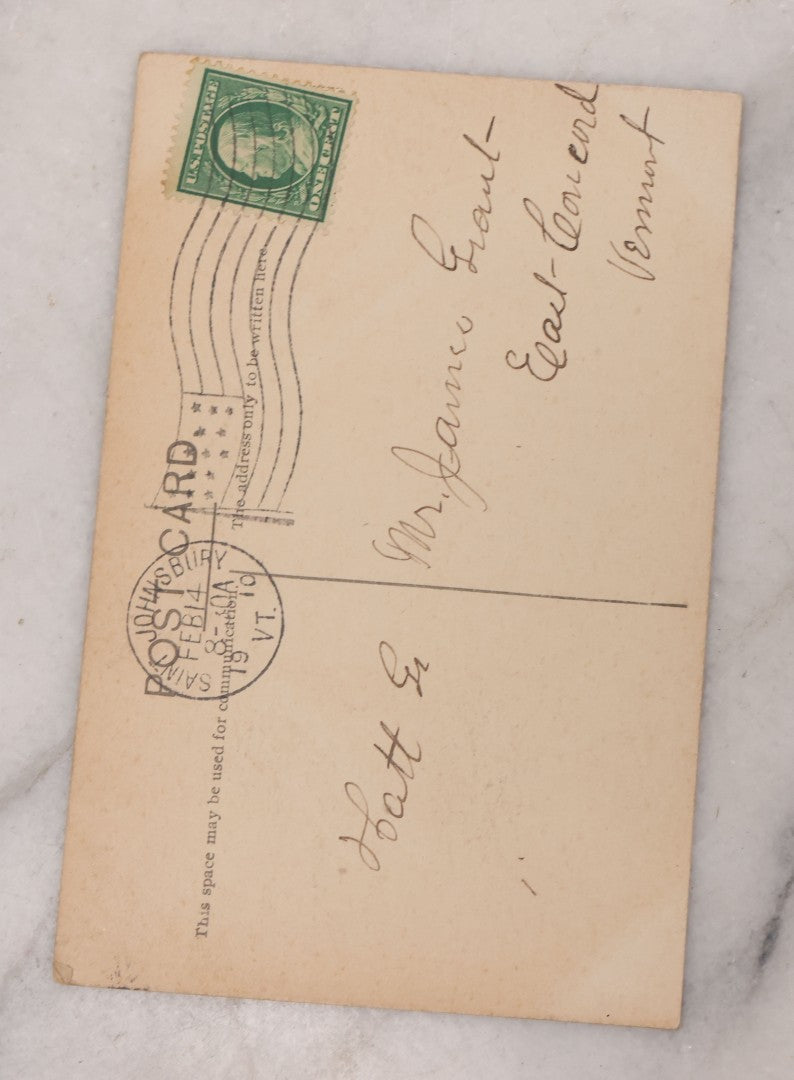 POST CARD
This space may be used for communication.
The address only to be written here.
U.S. POSTAGE
ONE CENT
SAINT JOHNSBURY
FEB 14
8-30A
1910
VT.
Mr. James Grant
East Concord
Vermont
Gr